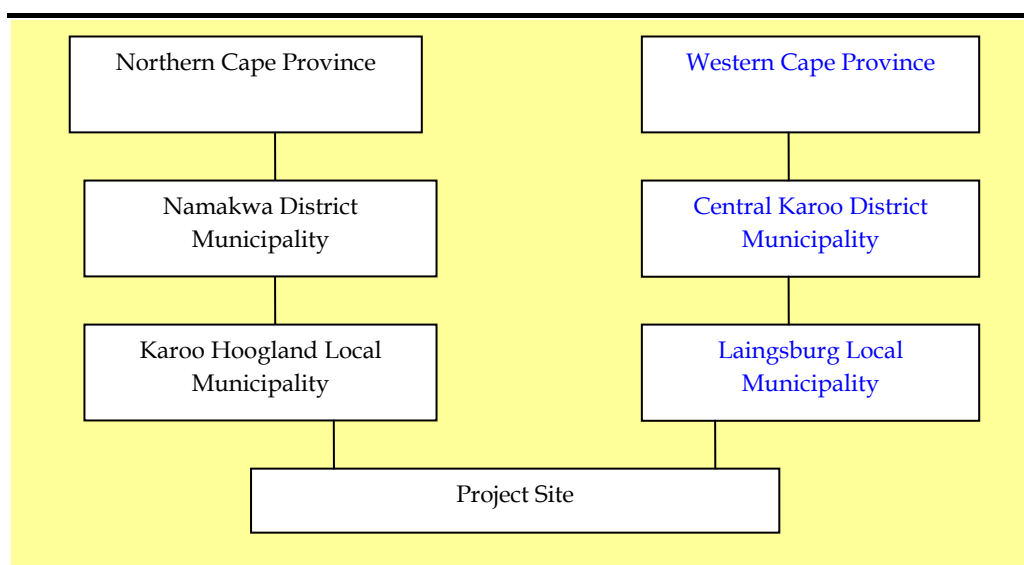 Northern Cape Province
Western Cape Province
Namakwa District
Municipality
Central Karoo District
Municipality
Karoo Hoogland Local
Municipality
Laingsburg Local
Municipality
Project Site